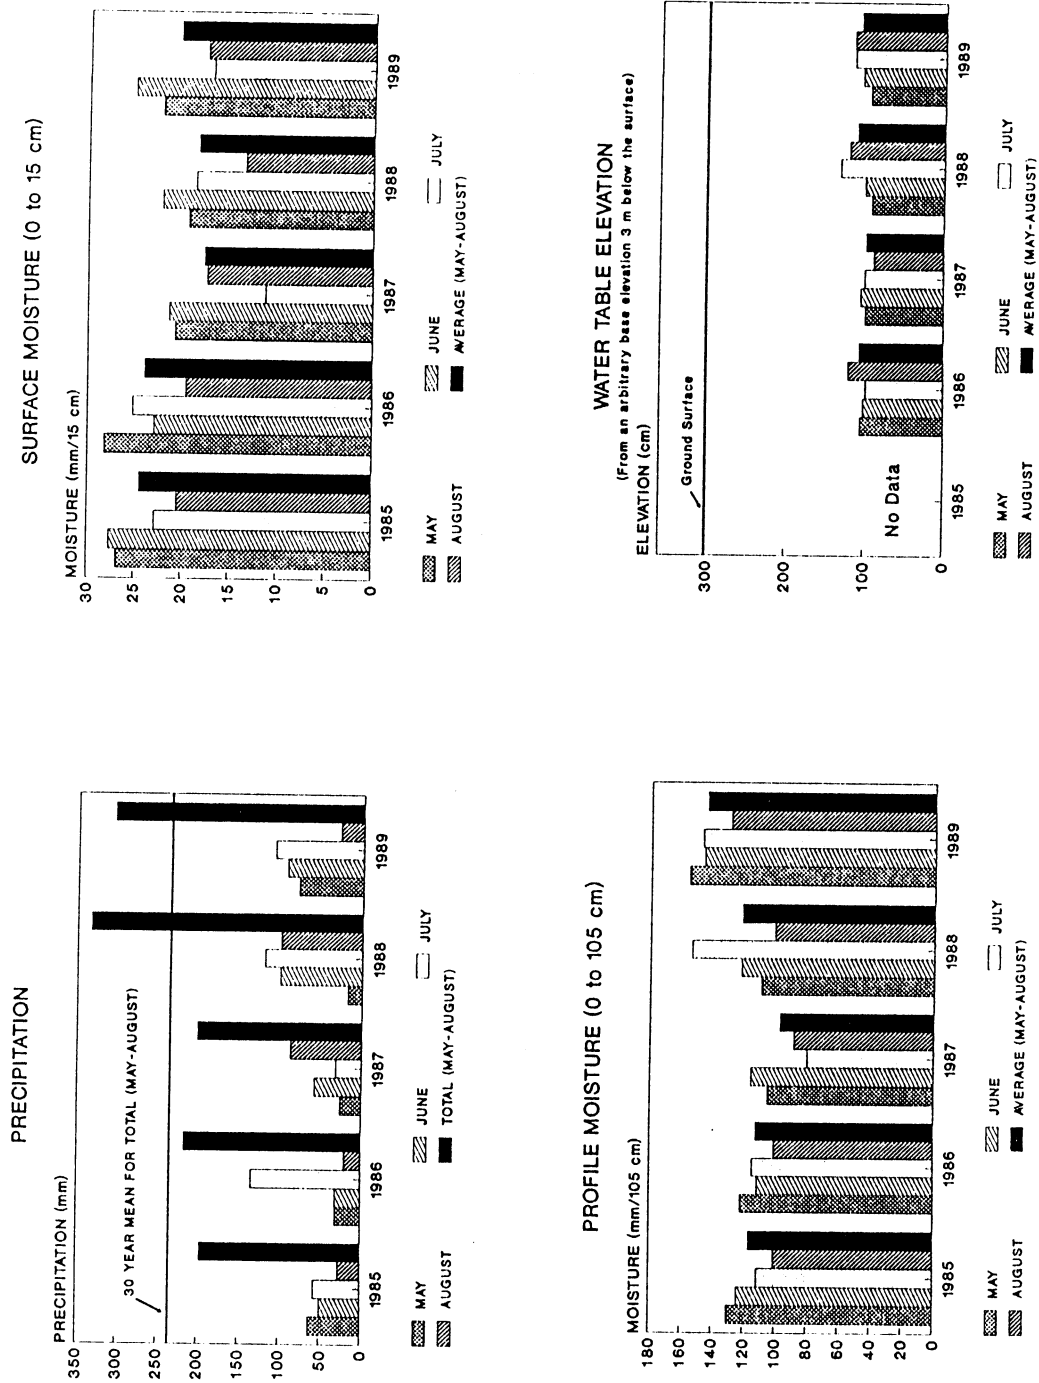 PRECIPITATION
PRECIPITATION (mm)
350
300
250
200
150
100
50
0
30 YEAR MEAN FOR TOTAL (MAY-AUGUST)
1985
1986
1987
1988
1989
MAY
JUNE
JULY
AUGUST
TOTAL (MAY-AUGUST)
SURFACE MOISTURE (0 to 15 cm)
MOISTURE (mm/15 cm)
30
25
20
15
10
5
0
1985
1986
1987
1988
1989
MAY
JUNE
JULY
AUGUST
AVERAGE (MAY-AUGUST)
PROFILE MOISTURE (0 to 105 cm)
MOISTURE (mm/105 cm)
180
160
140
120
100
80
60
40
20
0
1985
1986
1987
1988
1989
MAY
JUNE
JULY
AUGUST
AVERAGE (MAY-AUGUST)
WATER TABLE ELEVATION
(From an arbitrary base elevation 3 m below the surface)
ELEVATION (cm)
300
200
100
0
Ground Surface
No Data
1985
1986
1987
1988
1989
MAY
JUNE
JULY
AUGUST
AVERAGE (MAY-AUGUST)